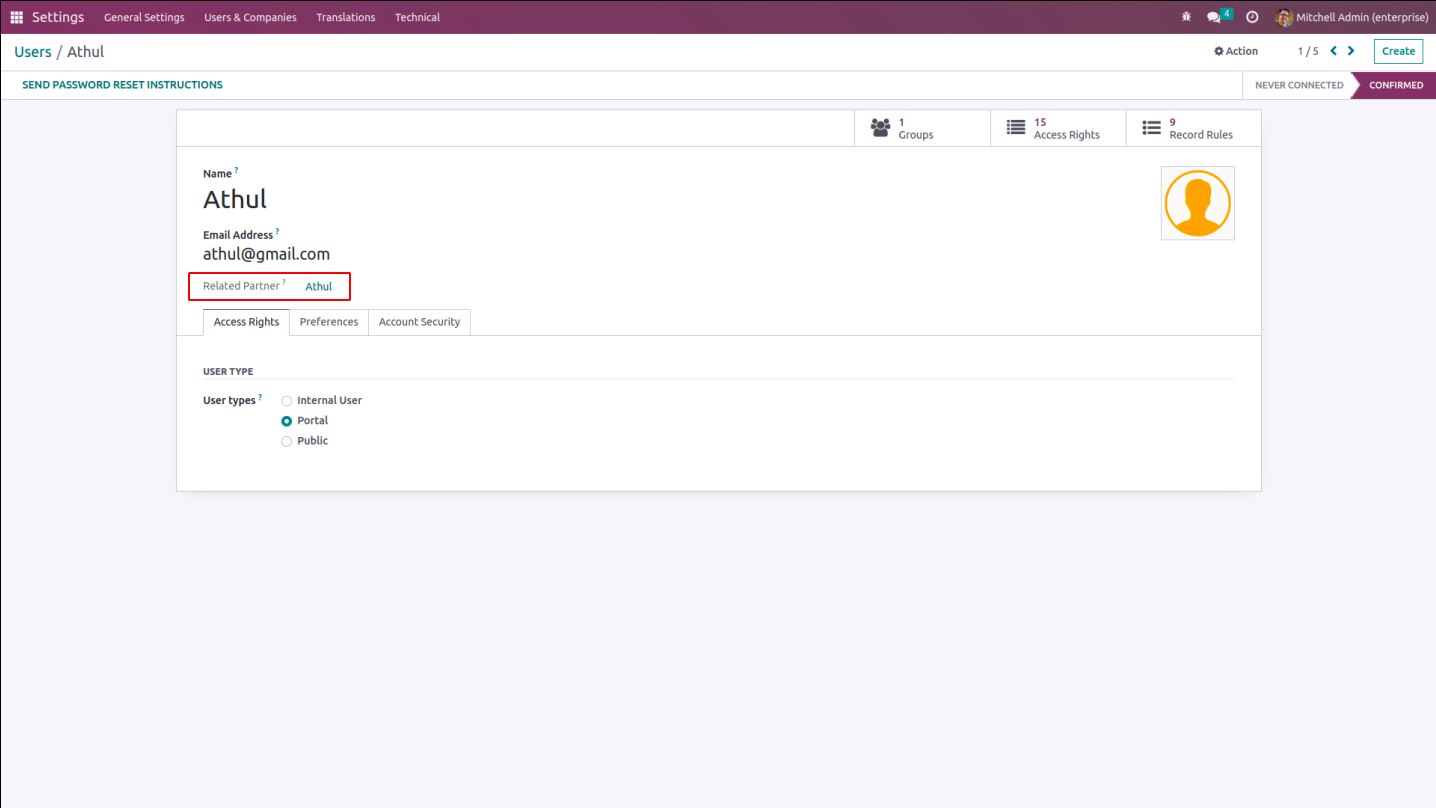 Settings General Settings Users & Companies Translations Technical 4 Mitchell Admin (enterprise)
Users / Athul Action 1 / 5 Create
SEND PASSWORD RESET INSTRUCTIONS NEVER CONNECTED CONFIRMED
1 Groups 15 Access Rights 9 Record Rules
Name ?
Athul
Email Address ?
athul@gmail.com
Related Partner ? Athul
Access Rights Preferences Account Security
USER TYPE
User types ? Internal User
Portal
Public